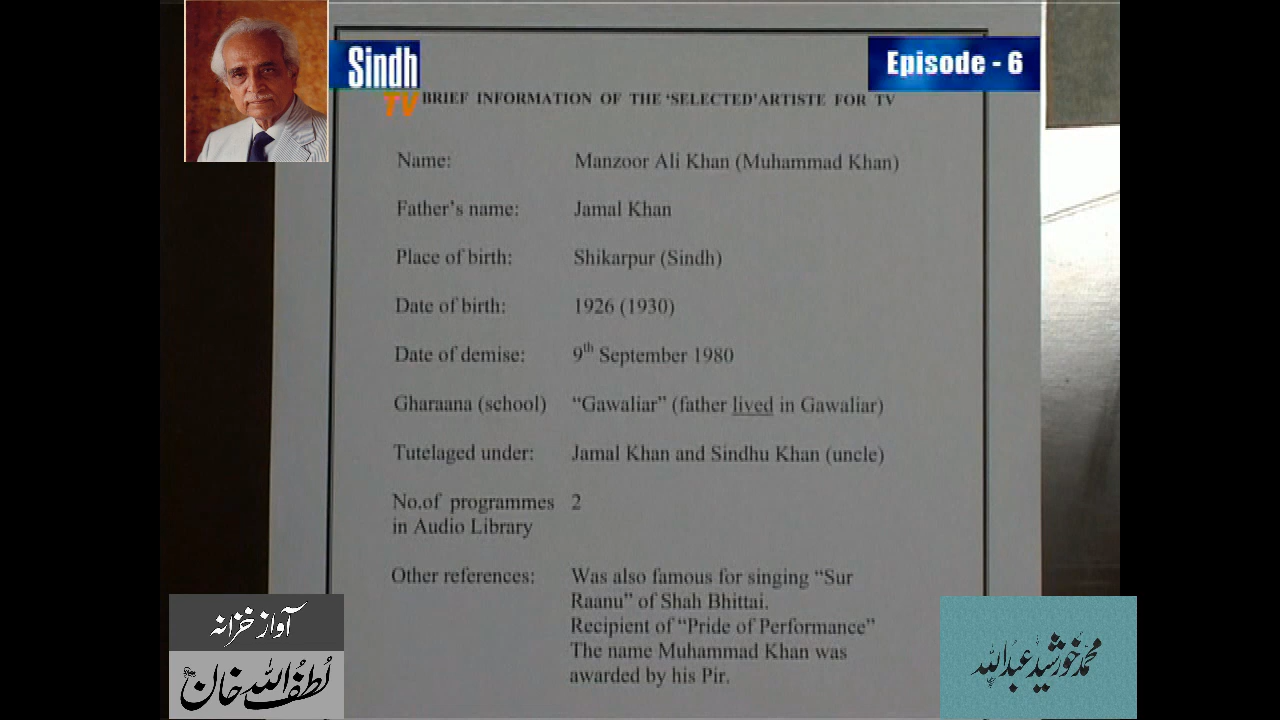 Sindh
TV
Episode - 6
BRIEF INFORMATION OF THE ‘SELECTED’ ARTISTE FOR TV
Name: Manzoor Ali Khan (Muhammad Khan)
Father’s name: Jamal Khan
Place of birth: Shikarpur (Sindh)
Date of birth: 1926 (1930)
Date of demise: 9th September 1980
Gharaana (school) “Gawaliar” (father lived in Gawaliar)
Tutelaged under: Jamal Khan and Sindhu Khan (uncle)
No.of programmes 2
in Audio Library
Other references: Was also famous for singing “Sur
Raanu” of Shah Bhittai.
Recipient of “Pride of Performance”
The name Muhammad Khan was
awarded by his Pir.
آواز خزانہ
لُطفُ اللہ خان
محمد خورشید عبداللہ